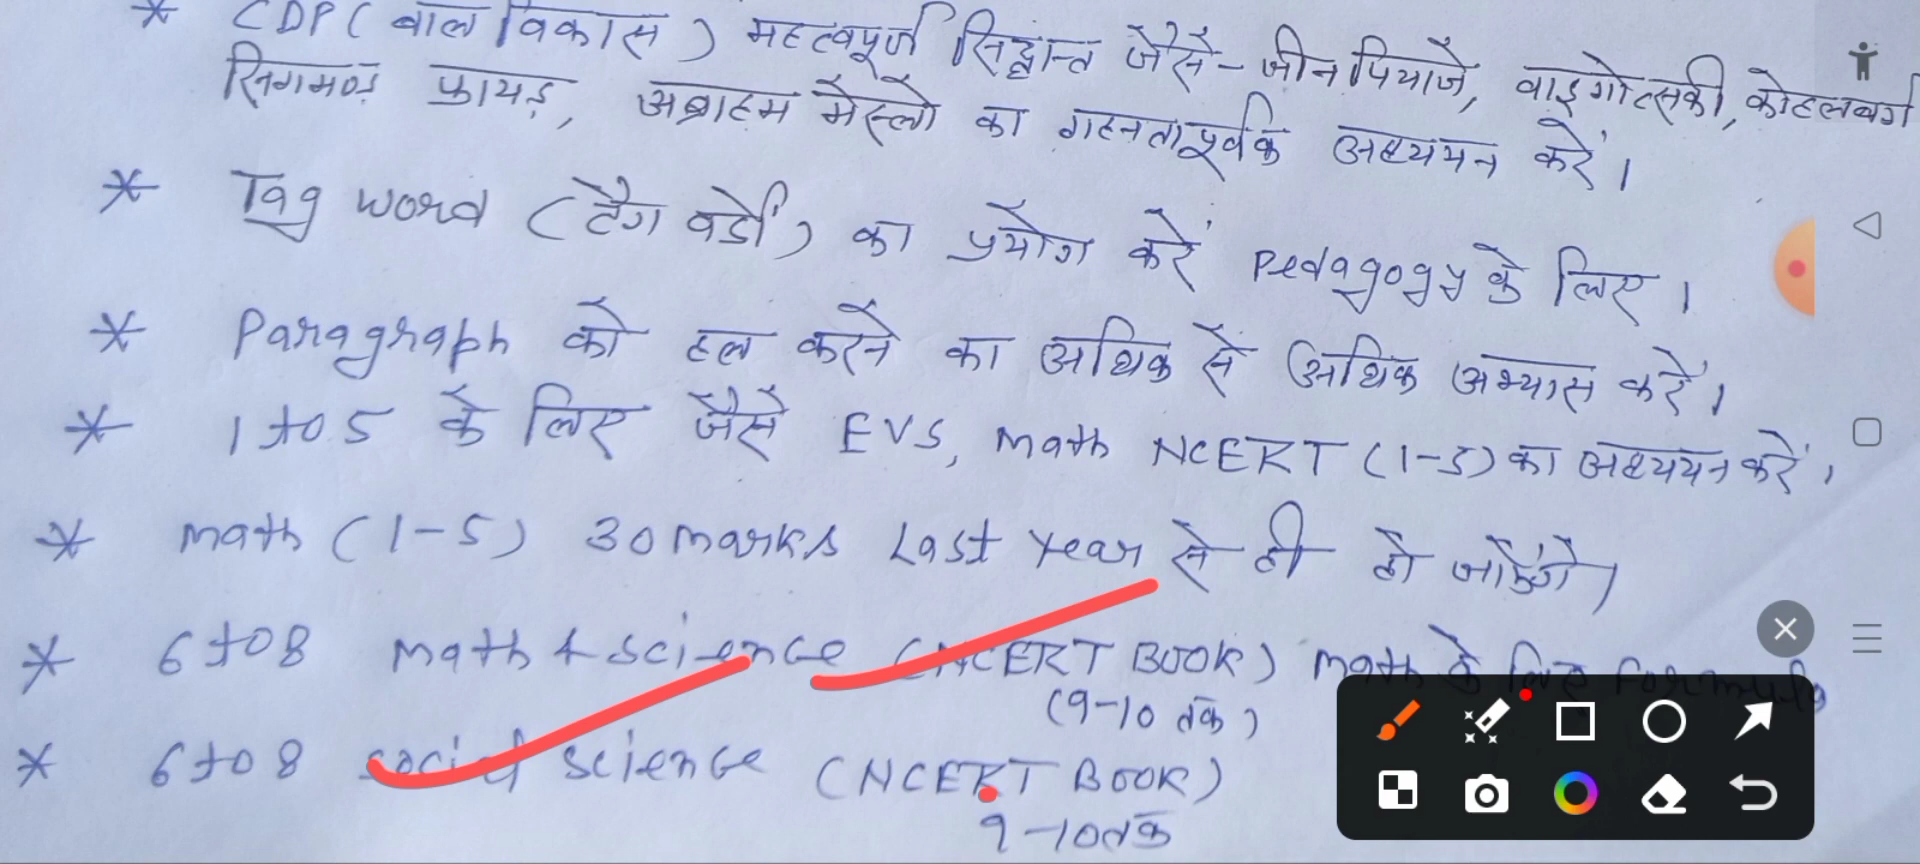 * CDP ( बाल विकास ) महत्वपूर्ण सिद्धान्त जैसे - जीन पियाजे, वाइगोत्सकी, कोहलबर्ग
सिगमण्ड फ्रायड, अब्राहम मैस्लो का गहनतापूर्वक अध्ययन करें।
* Tag word ( टैग वर्डो ) का प्रयोग करें Pedagogy के लिए।
* Paragraph को हल करने का अधिक से अधिक अभ्यास करें।
* 1 to 5 के लिए जैसे EVS, math NCERT (1-5) का अध्ययन करें।
* math (1-5) 30 marks Last year से ही हो जाऐंगे।
* 6 to 8 math & science (NCERT BOOK) math के लिए formula
(9-10 तक)
* 6 to 8 social science (NCERT BOOK)
9-10 तक